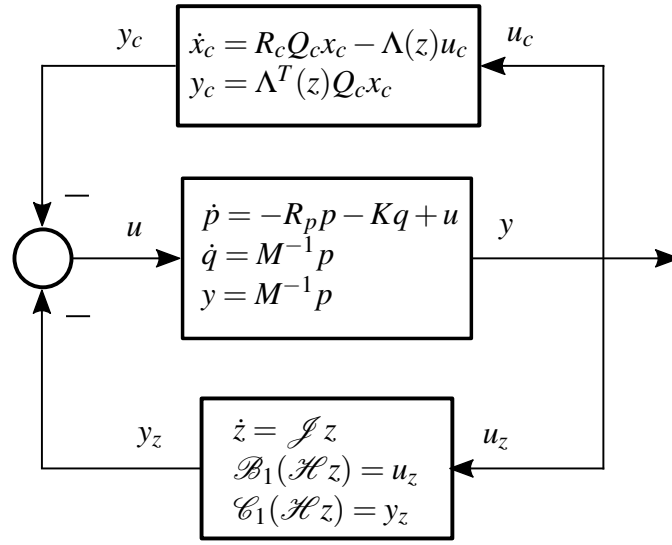 y_c
ẋ_c = R_c Q_c x_c − Λ(z)u_c
u_c
y_c = Λ^T(z)Q_c x_c
−
u
ṗ = −R_p p − Kq + u
y
q̇ = M^{−1} p
y = M^{−1} p
−
y_z
ż = 𝒥 z
u_z
ℬ_1(ℋ z) = u_z
𝒞_1(ℋ z) = y_z